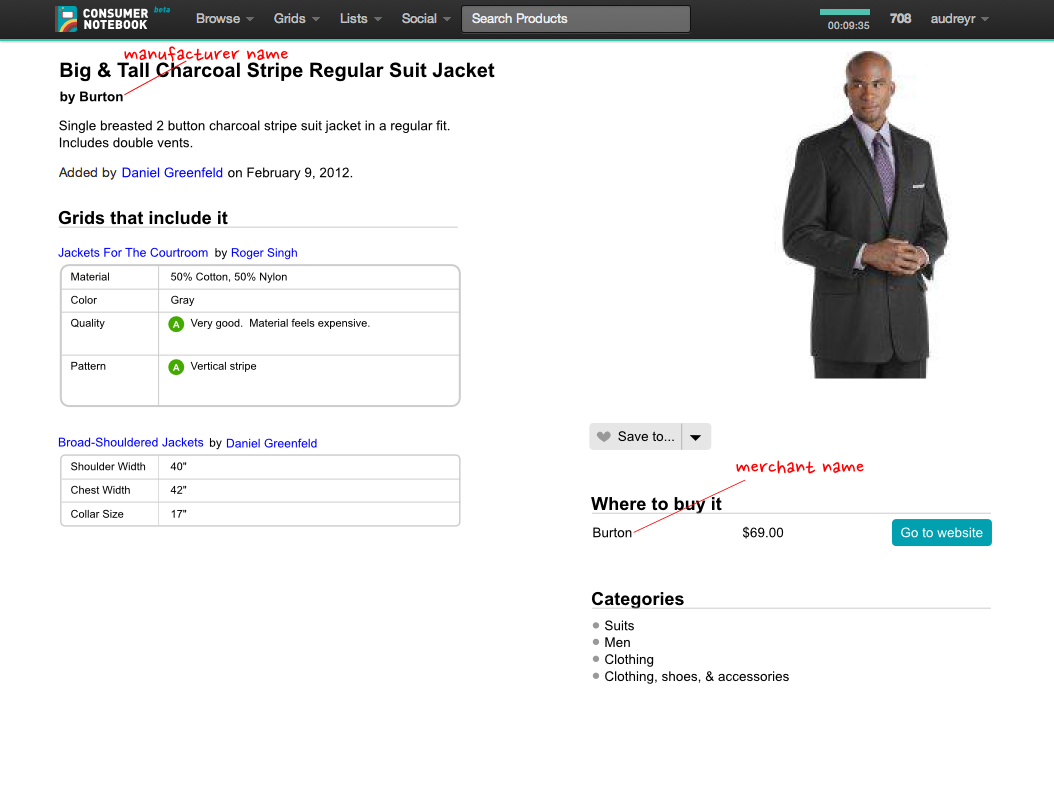 CONSUMER NOTEBOOK beta
Browse Grids Lists Social Search Products 00:09:35 708 audreyr
manufacturer name
Big & Tall Charcoal Stripe Regular Suit Jacket
by Burton
Single breasted 2 button charcoal stripe suit jacket in a regular fit.
Includes double vents.
Added by Daniel Greenfeld on February 9, 2012.
Grids that include it
Jackets For The Courtroom by Roger Singh
Material 50% Cotton, 50% Nylon
Color Gray
Quality A Very good. Material feels expensive.
Pattern A Vertical stripe
Broad-Shouldered Jackets by Daniel Greenfeld
Shoulder Width 40"
Chest Width 42"
Collar Size 17"
Save to...
merchant name
Where to buy it
Burton $69.00 Go to website
Categories
Suits
Men
Clothing
Clothing, shoes, & accessories